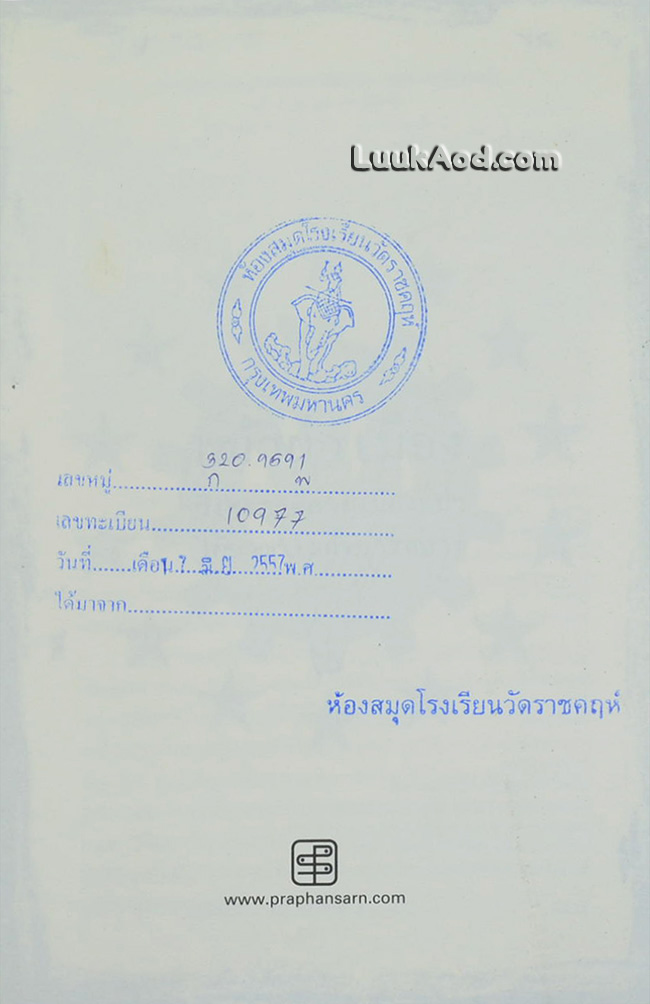 LuukAod.com
ห้องสมุดโรงเรียนวัดราชคฤห์
กรุงเทพมหานคร
320.9591
เลขหมู่ ก พ
เลขทะเบียน 10977
วันที่ เดือน 7 มิ.ย. 2557 พ.ศ.
ได้มาจาก
ห้องสมุดโรงเรียนวัดราชคฤห์
www.praphansarn.com